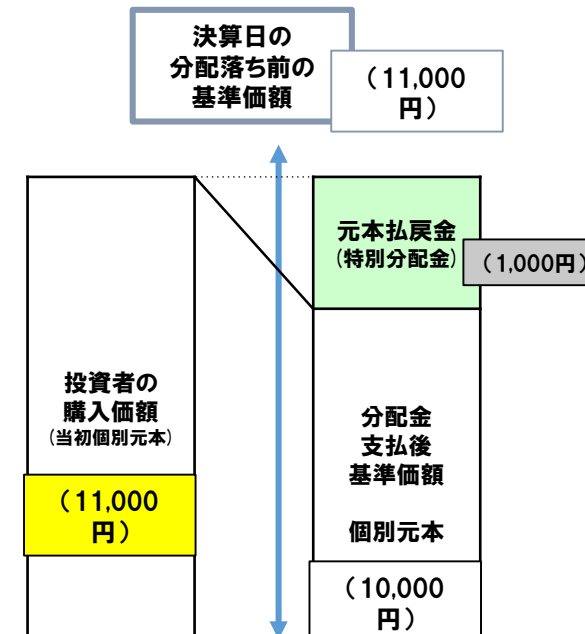 決算日の
分配落ち前の
基準価額
（11,000
円）
元本払戻金
(特別分配金)
（1,000円）
投資者の
購入価額
(当初個別元本)
（11,000
円）
分配金
支払後
基準価額
個別元本
（10,000
円）